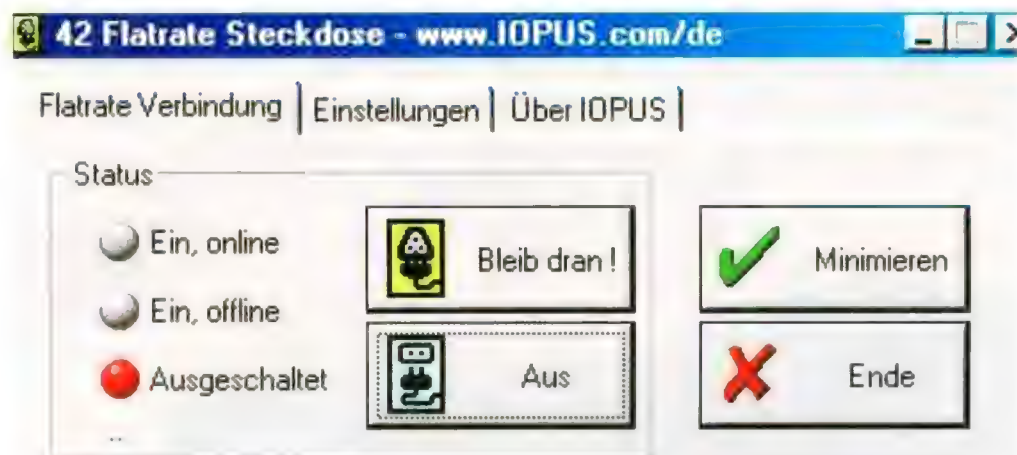 42 Flatrate Steckdose - www.IOPUS.com/de
Flatrate Verbindung Einstellungen Über IOPUS
Status
Ein, online
Bleib dran !
Minimieren
Ein, offline
Ausgeschaltet
Aus
Ende